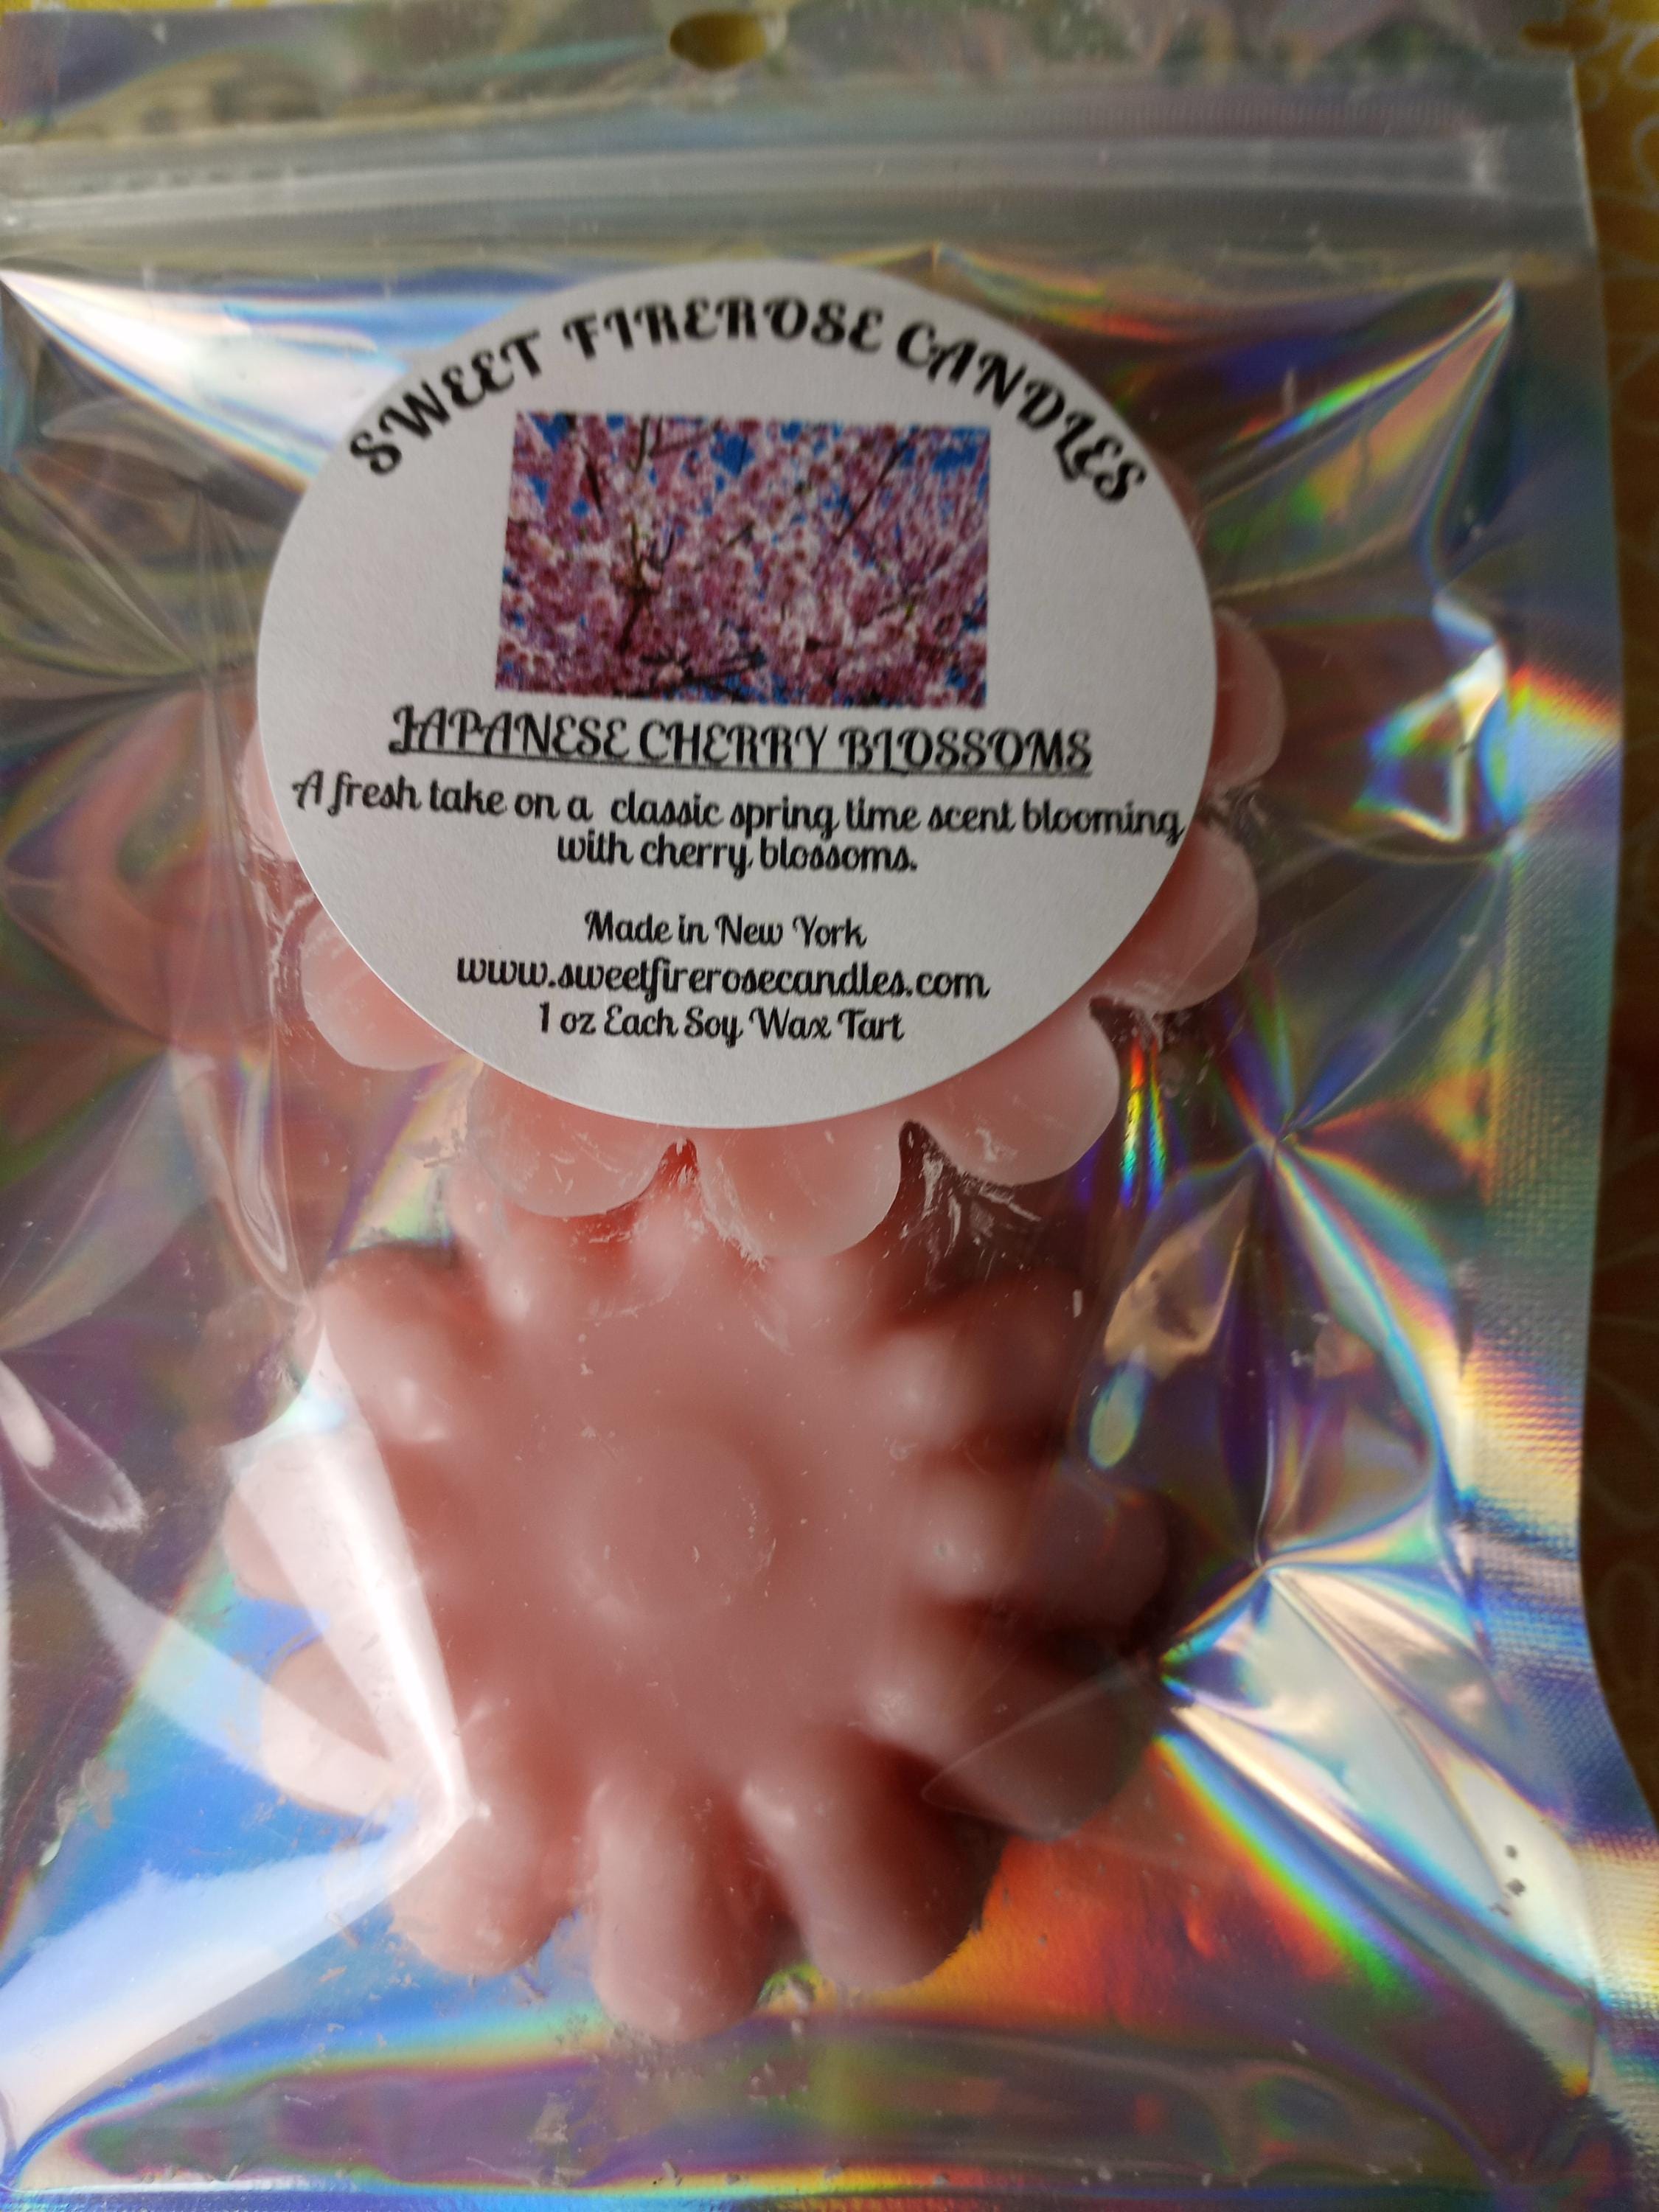 SWEET FIREROSE CANDLES
JAPANESE CHERRY BLOSSOMS
A fresh take on a classic spring time scent blooming
with cherry blossoms.
Made in New York
www.sweetfirerosecandles.com
1 oz Each Soy Wax Tart